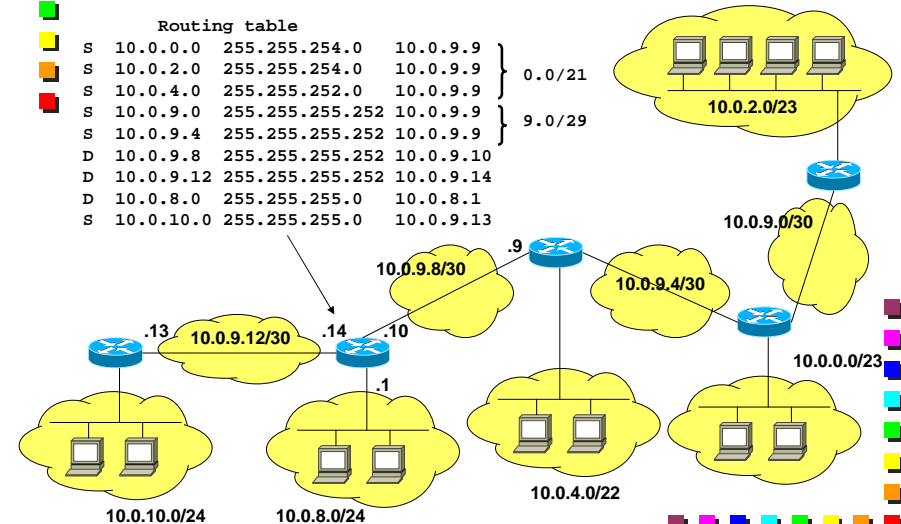 Routing table
S 10.0.0.0 255.255.254.0 10.0.9.9
S 10.0.2.0 255.255.254.0 10.0.9.9
S 10.0.4.0 255.255.252.0 10.0.9.9
0.0/21
S 10.0.9.0 255.255.255.252 10.0.9.9
S 10.0.9.4 255.255.255.252 10.0.9.9
9.0/29
D 10.0.9.8 255.255.255.252 10.0.9.10
D 10.0.9.12 255.255.255.252 10.0.9.14
D 10.0.8.0 255.255.255.0 10.0.8.1
S 10.0.10.0 255.255.255.0 10.0.9.13
10.0.2.0/23
10.0.9.0/30
.9
10.0.9.8/30
10.0.9.4/30
.13
10.0.9.12/30
.14
.10
10.0.0.0/23
.1
10.0.4.0/22
10.0.10.0/24
10.0.8.0/24